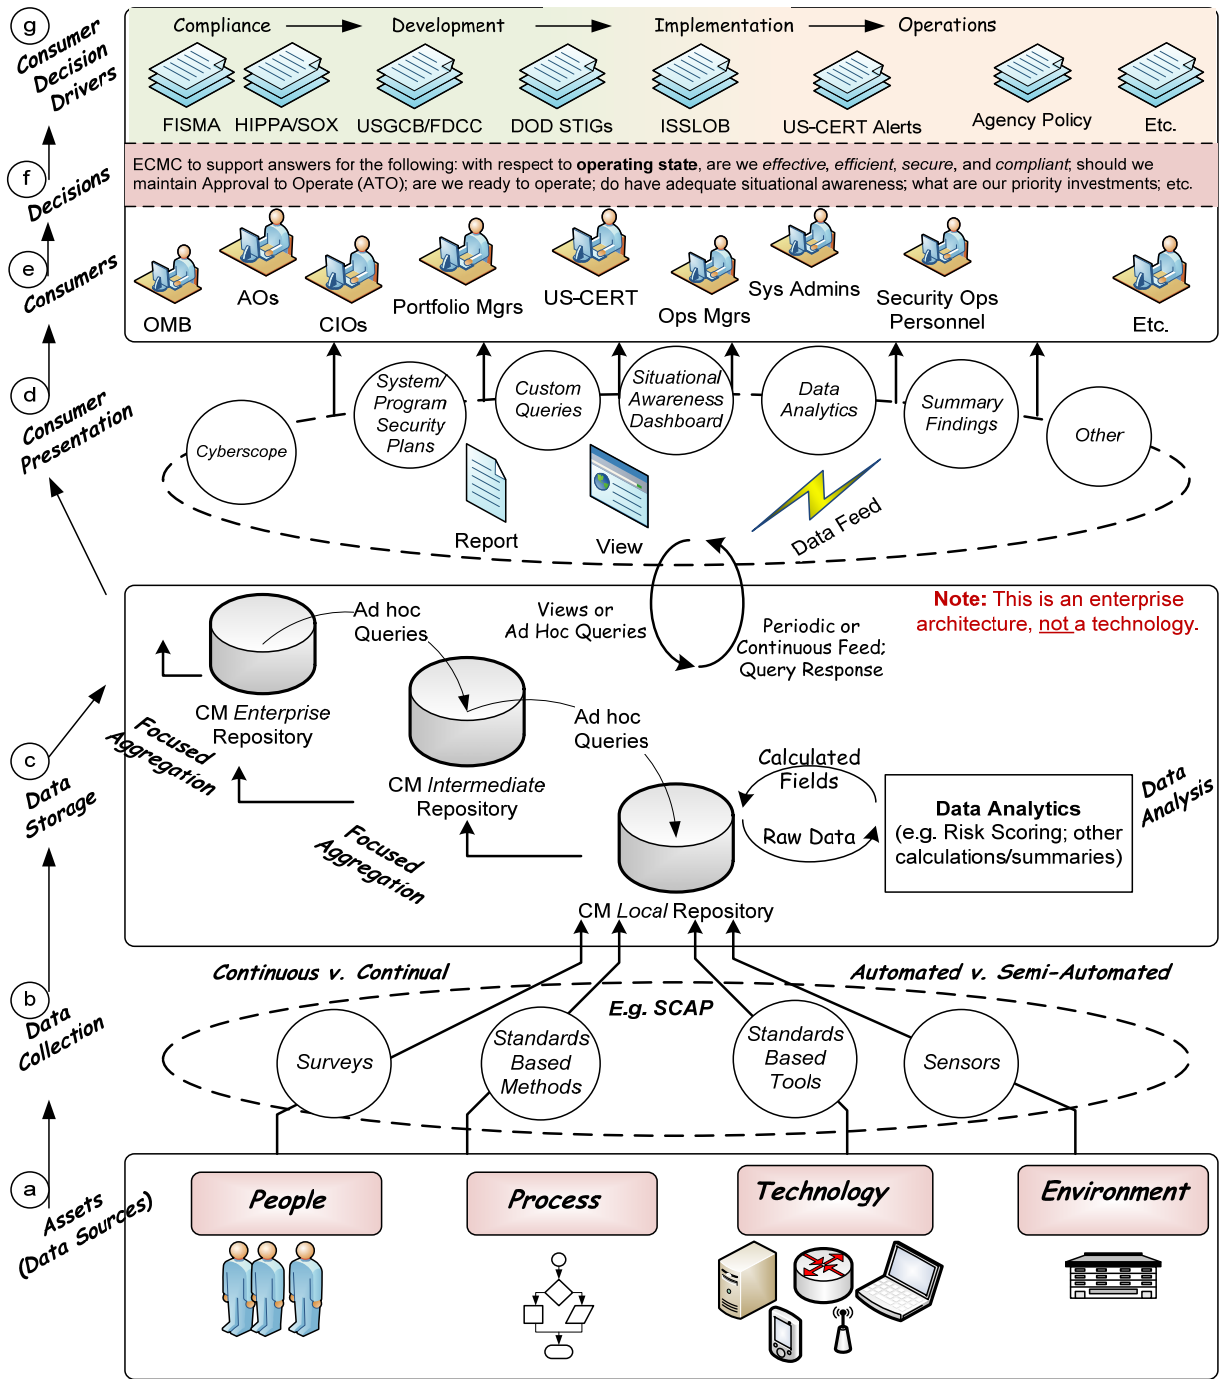 g
Consumer
Decision
Drivers
Compliance
Development
Implementation
Operations
FISMA
HIPPA/SOX
USGCB/FDCC
DOD STIGs
ISSLOB
US-CERT Alerts
Agency Policy
Etc.
f
Decisions
ECMC to support answers for the following: with respect to operating state, are we effective, efficient, secure, and compliant; should we
maintain Approval to Operate (ATO); are we ready to operate; do have adequate situational awareness; what are our priority investments; etc.
e
Consumers
OMB
AOs
CIOs
Portfolio Mgrs
US-CERT
Ops Mgrs
Sys Admins
Security Ops
Personnel
Etc.
d
Consumer
Presentation
Cyberscope
System/
Program
Security
Plans
Custom
Queries
Situational
Awareness
Dashboard
Data
Analytics
Summary
Findings
Other
Report
View
Data Feed
c
Data
Storage
Ad hoc
Queries
Views or
Ad Hoc Queries
Periodic or
Continuous Feed;
Query Response
Note: This is an enterprise
architecture, not a technology.
CM Enterprise
Repository
Focused
Aggregation
Ad hoc
Queries
CM Intermediate
Repository
Focused
Aggregation
Calculated
Fields
Raw Data
Data Analytics
(e.g. Risk Scoring; other
calculations/summaries)
Data
Analysis
CM Local Repository
b
Data
Collection
Continuous v. Continual
Automated v. Semi-Automated
E.g. SCAP
Surveys
Standards
Based
Methods
Standards
Based
Tools
Sensors
a
Assets
(Data Sources)
People
Process
Technology
Environment